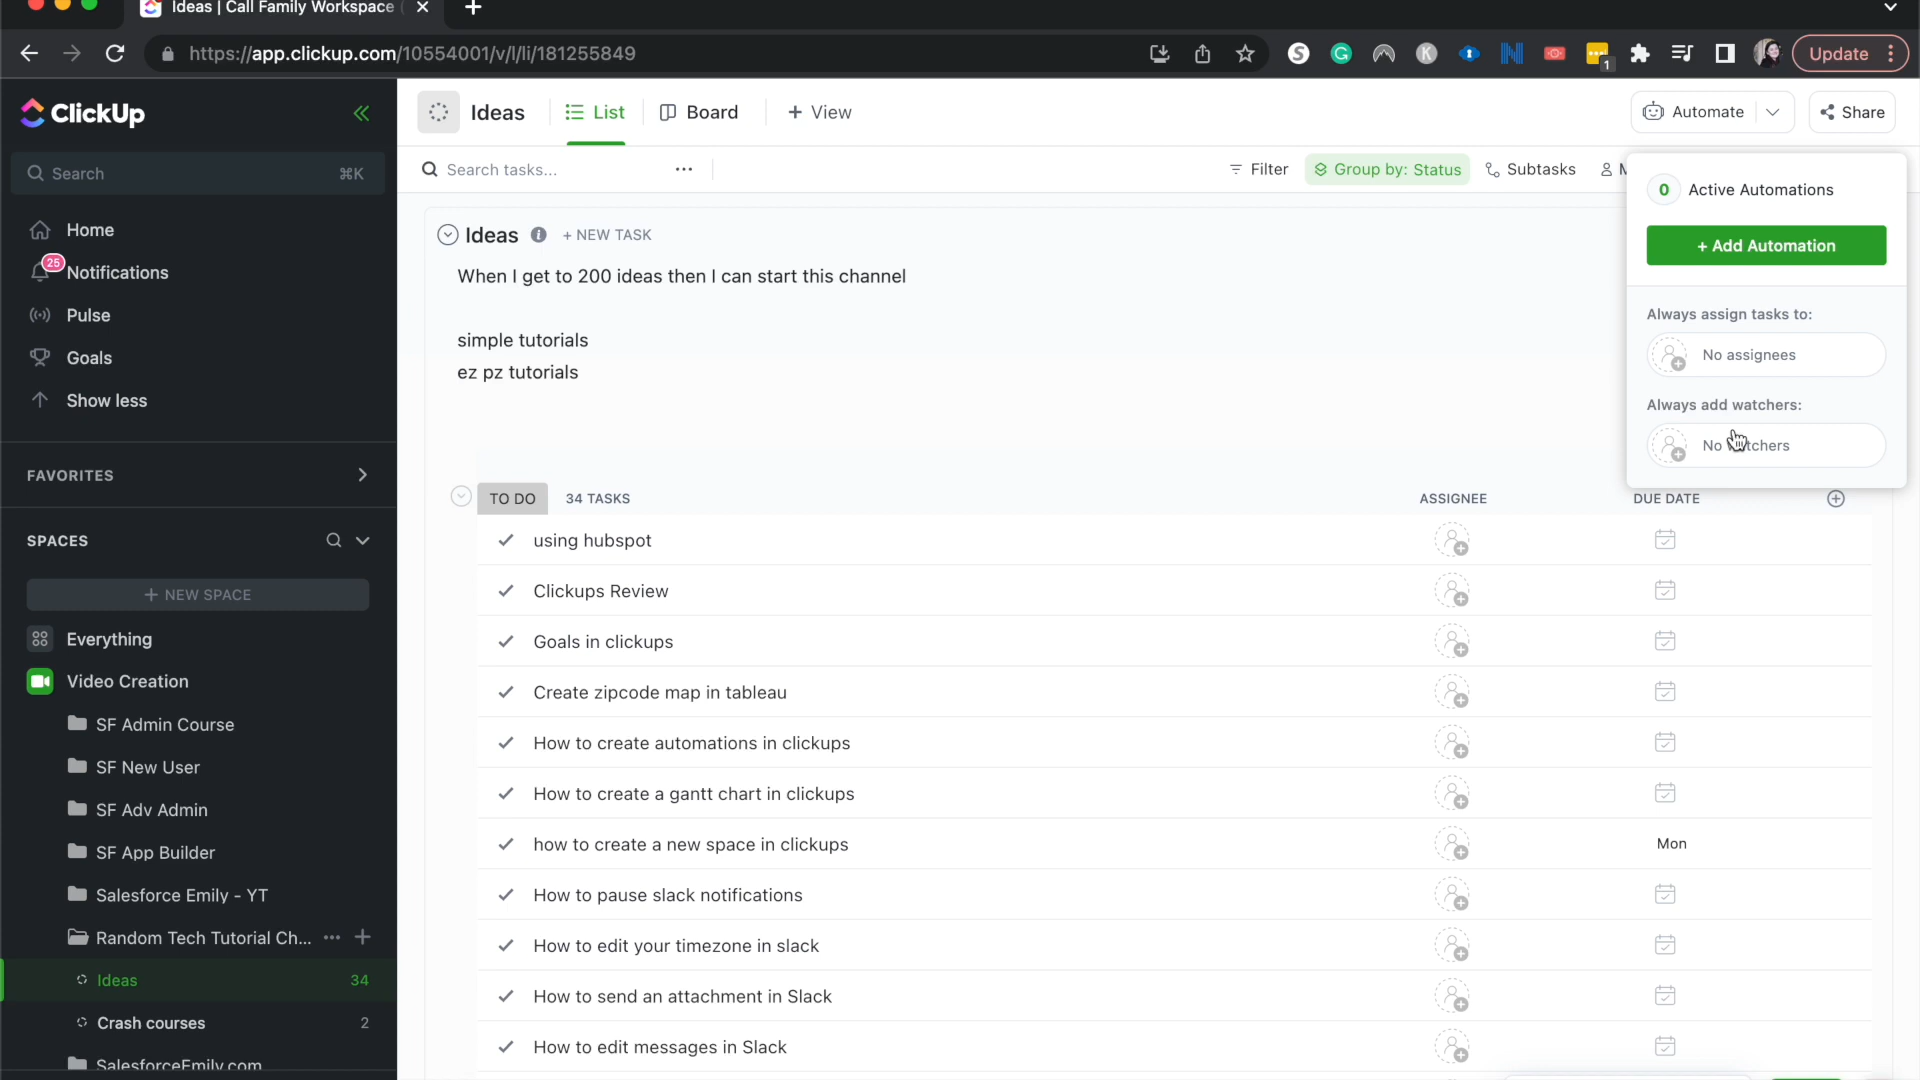 Ideas | Call Family Workspace
https://app.clickup.com/10554001/v/l/li/181255849
1
Update
ClickUp
Search
⌘K
Home
25
Notifications
Pulse
Goals
Show less
FAVORITES
SPACES
+ NEW SPACE
Everything
Video Creation
SF Admin Course
SF New User
SF Adv Admin
SF App Builder
Salesforce Emily - YT
Random Tech Tutorial Ch...
Ideas 34
Crash courses 2
SalesforceEmily.com
Ideas
List
Board
+ View
Automate
Share
Search tasks...
Filter
Group by: Status
Subtasks
0 Active Automations
+ Add Automation
Always assign tasks to:
No assignees
Always add watchers:
No
Ideas
+ NEW TASK
When I get to 200 ideas then I can start this channel
simple tutorials
ez pz tutorials
TO DO 34 TASKS ASSIGNEE DUE DATE
using hubspot
Clickups Review
Goals in clickups
Create zipcode map in tableau
How to create automations in clickups
How to create a gantt chart in clickups
how to create a new space in clickups Mon
How to pause slack notifications
How to edit your timezone in slack
How to send an attachment in Slack
How to edit messages in Slack